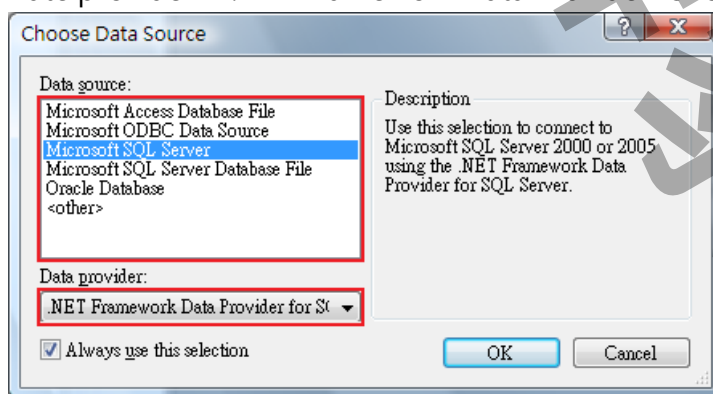 Choose Data Source
?
X
Data source:
Microsoft Access Database File
Microsoft ODBC Data Source
Microsoft SQL Server
Microsoft SQL Server Database File
Oracle Database
<other>
Description
Use this selection to connect to
Microsoft SQL Server 2000 or 2005
using the .NET Framework Data
Provider for SQL Server.
Data provider:
.NET Framework Data Provider for S
Always use this selection
OK
Cancel